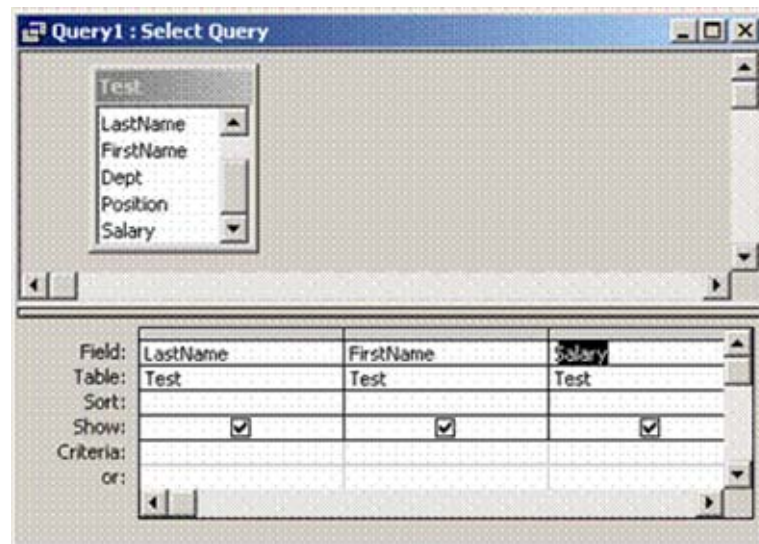 Query1 : Select Query
Test
LastName
FirstName
Dept
Position
Salary
Field: LastName FirstName Salary
Table: Test Test Test
Sort:
Show:
Criteria:
or: